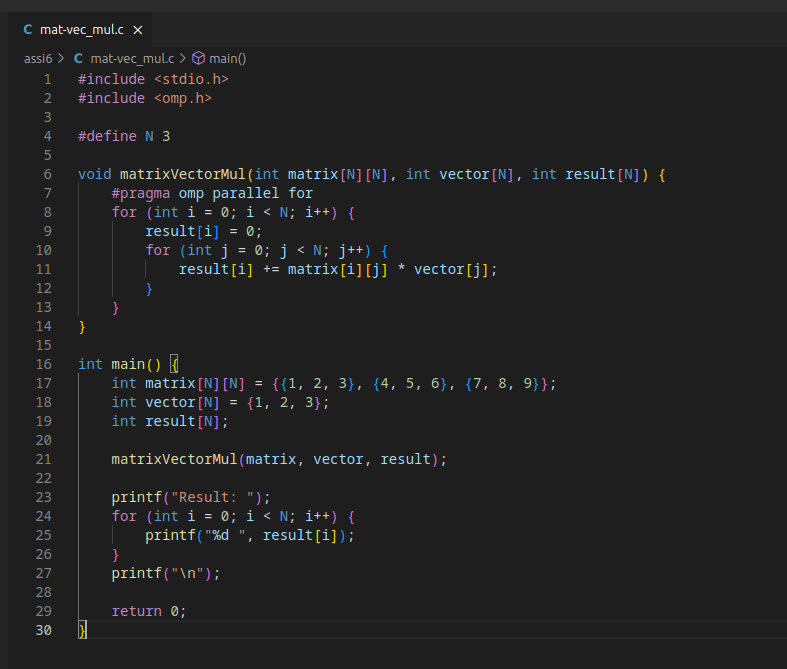 C mat-vec_mul.c ×
assi6 > C mat-vec_mul.c > main()
1 #include <stdio.h>
2 #include <omp.h>
3
4 #define N 3
5
6 void matrixVectorMul(int matrix[N][N], int vector[N], int result[N]) {
7     #pragma omp parallel for
8     for (int i = 0; i < N; i++) {
9         result[i] = 0;
10         for (int j = 0; j < N; j++) {
11             result[i] += matrix[i][j] * vector[j];
12         }
13     }
14 }
15
16 int main() {
17     int matrix[N][N] = {{1, 2, 3}, {4, 5, 6}, {7, 8, 9}};
18     int vector[N] = {1, 2, 3};
19     int result[N];
20
21     matrixVectorMul(matrix, vector, result);
22
23     printf("Result: ");
24     for (int i = 0; i < N; i++) {
25         printf("%d ", result[i]);
26     }
27     printf("\n");
28
29     return 0;
30 }